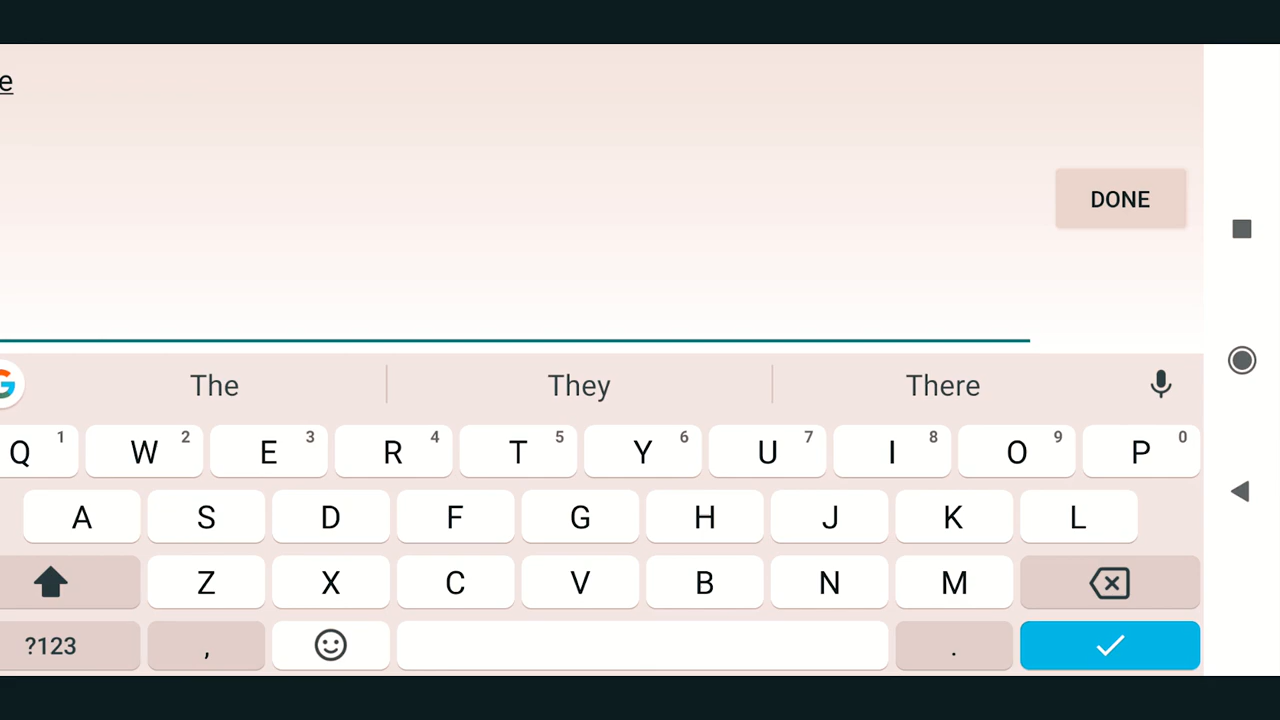 e
DONE
The They There
Q 1 W 2 E 3 R 4 T 5 Y 6 U 7 I 8 O 9 P 0
A S D F G H J K L
Z X C V B N M
?123 , .